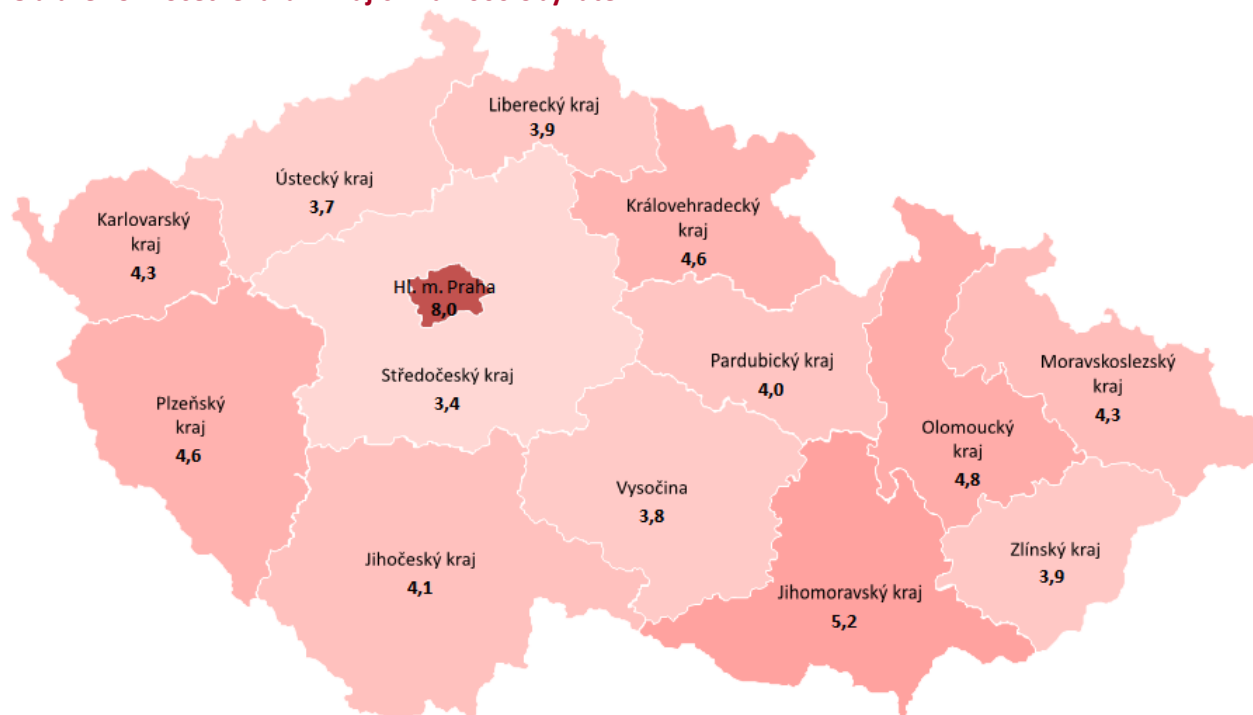 Liberecký kraj
3,9
Ústecký kraj
3,7
Královehradecký
kraj
4,6
Karlovarský
kraj
4,3
Hl. m. Praha
8,0
Středočeský kraj
3,4
Pardubický kraj
4,0
Moravskoslezský
kraj
4,3
Plzeňský
kraj
4,6
Olomoucký
kraj
4,8
Vysočina
3,8
Jihočeský kraj
4,1
Zlínský kraj
3,9
Jihomoravský kraj
5,2